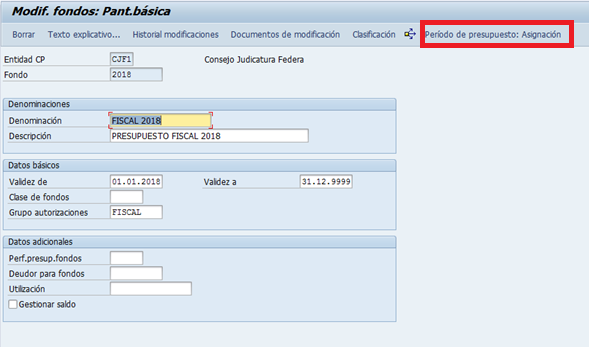 Modif. fondos: Pant.básica
Borrar Texto explicativo... Historial modificaciones Documentos de modificación Clasificación Período de presupuesto: Asignación
Entidad CP CJF1 Consejo Judicatura Federa
Fondo 2018
Denominaciones
Denominación FISCAL 2018
Descripción PRESUPUESTO FISCAL 2018
Datos básicos
Validez de 01.01.2018 Validez a 31.12.9999
Clase de fondos
Grupo autorizaciones FISCAL
Datos adicionales
Perf.presup.fondos
Deudor para fondos
Utilización
Gestionar saldo